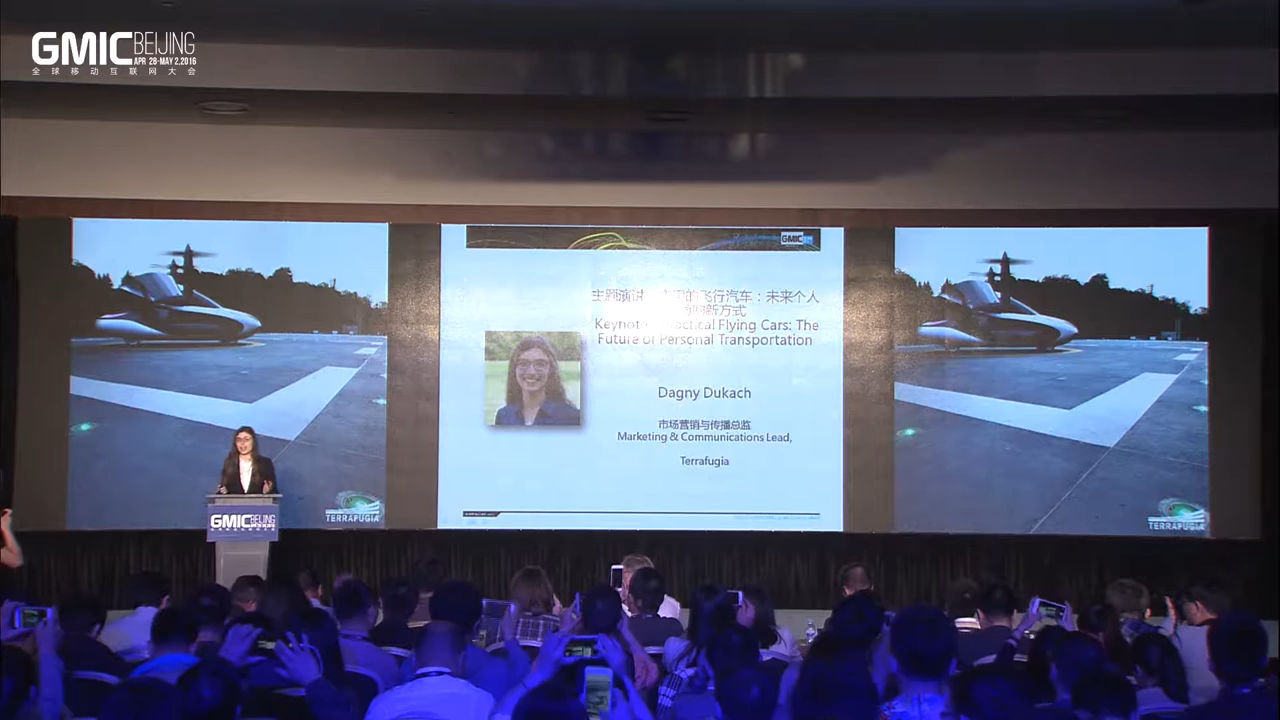 GMIC BEIJING
APR 28-MAY 2,2016
全球移动互联网大会
GMIC
主题演讲 的飞行汽车：未来个人
的新方式
Flying Cars: The
Future of Personal Transportation
Dagny Dukach
市场营销与传播总监
Marketing & Communications Lead,
Terrafugia
GMIC BEIJING
TERRAFUGIA
TERRAFUGIA